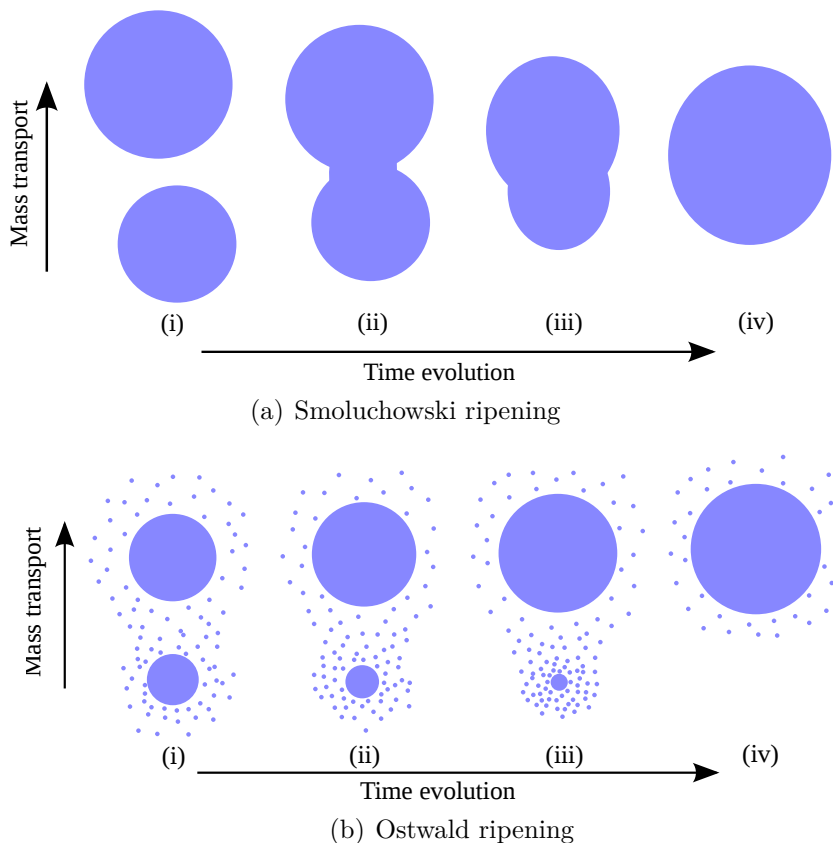 Mass transport
(i)
(ii)
(iii)
(iv)
Time evolution
(a) Smoluchowski ripening
Mass transport
(i)
(ii)
(iii)
(iv)
Time evolution
(b) Ostwald ripening